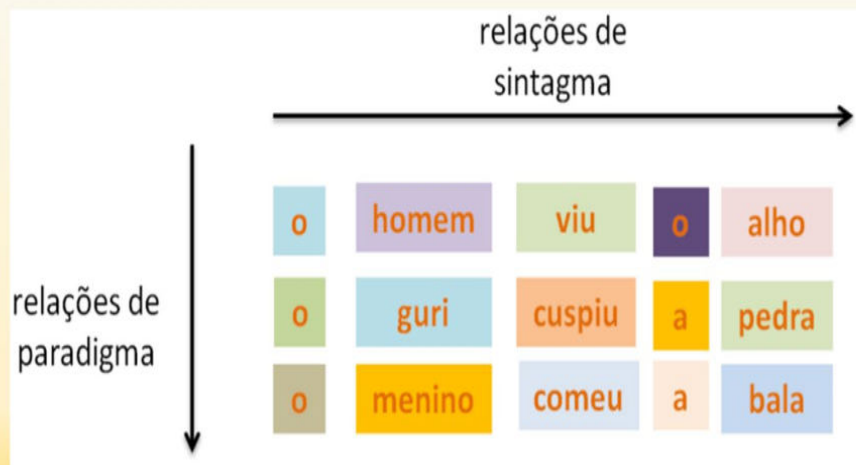 relações de
sintagma
o homem viu o alho
relações de
paradigma
o guri cuspiu a pedra
o menino comeu a bala